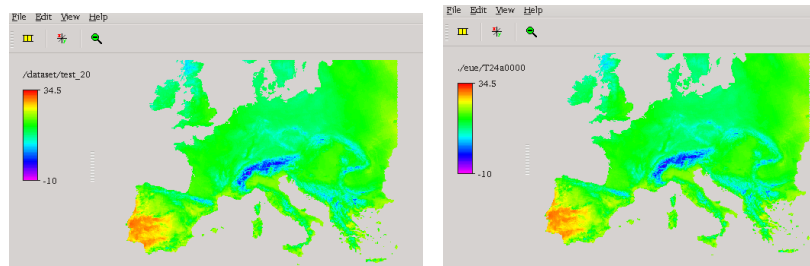 File Edit View Help
/dataset/test_20
34.5
-10
File Edit View Help
./eue/T24a0000
34.5
-10